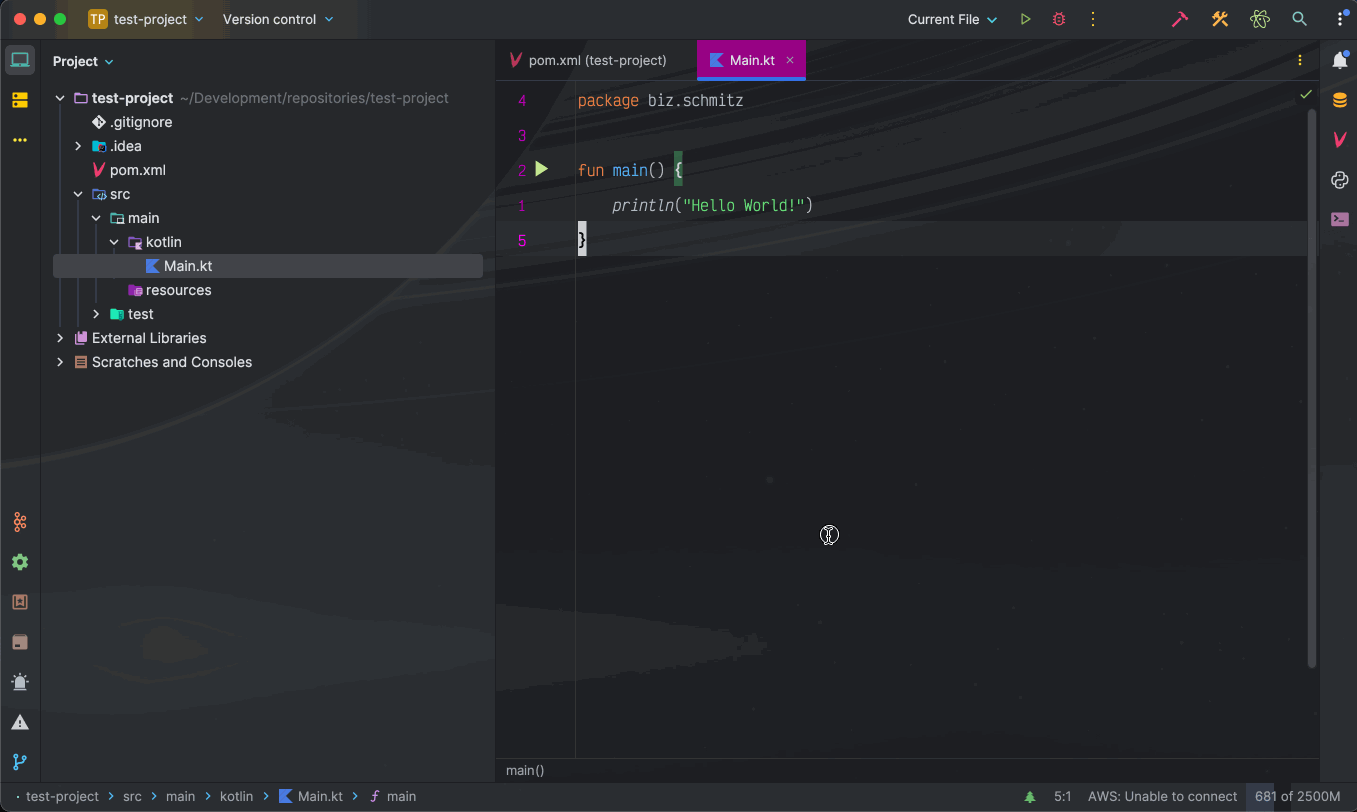 TP test-project Version control Current File
Project
pom.xml (test-project) Main.kt
test-project ~/Development/repositories/test-project
.gitignore
.idea
pom.xml
src
main
kotlin
Main.kt
resources
test
External Libraries
Scratches and Consoles
4 package biz.schmitz
3
2 fun main() {
1 println("Hello World!")
5 }
main()
test-project src main kotlin Main.kt main 5:1 AWS: Unable to connect 681 of 2500M